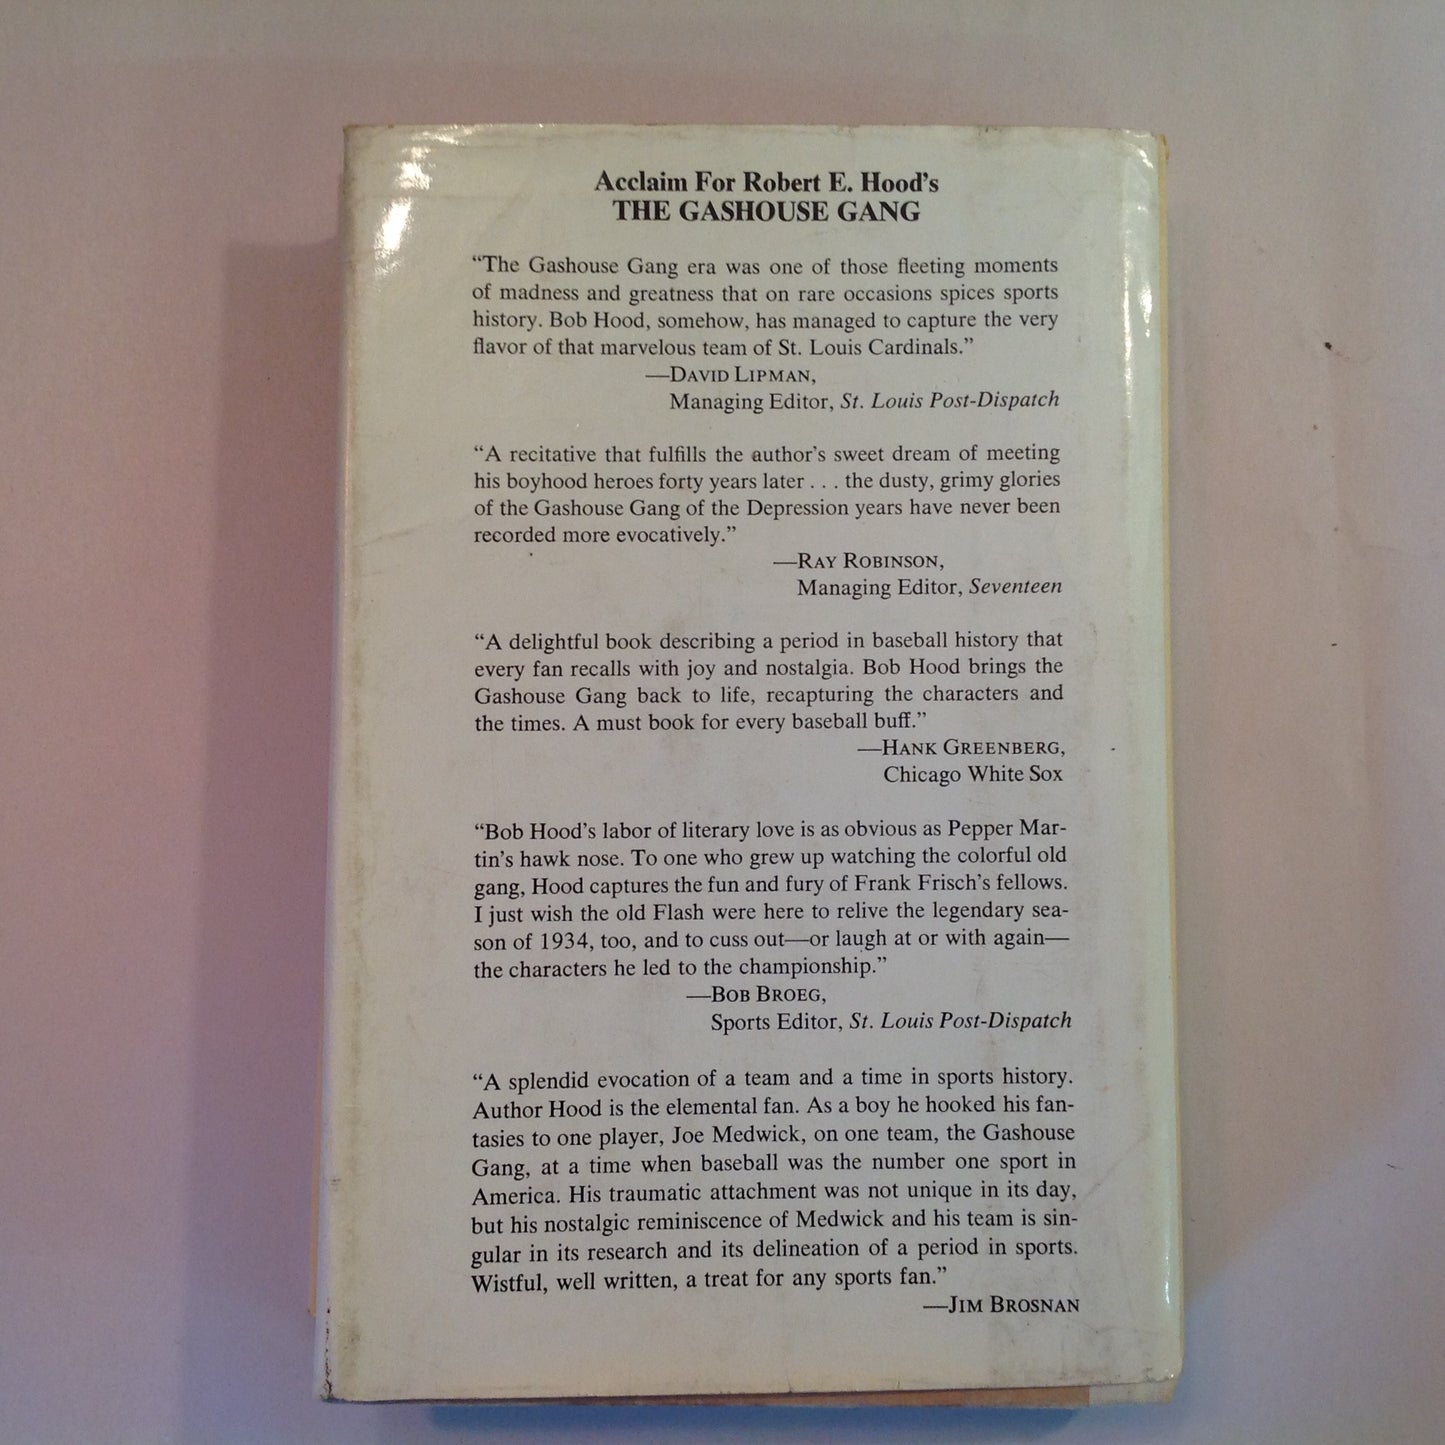 Acclaim For Robert E. Hood's
THE GASHOUSE GANG
“The Gashouse Gang era was one of those fleeting moments
of madness and greatness that on rare occasions spices sports
history. Bob Hood, somehow, has managed to capture the very
flavor of that marvelous team of St. Louis Cardinals.”
—DAVID LIPMAN,
Managing Editor, St. Louis Post-Dispatch
“A recitative that fulfills the author's sweet dream of meeting
his boyhood heroes forty years later . . . the dusty, grimy glories
of the Gashouse Gang of the Depression years have never been
recorded more evocatively.”
—RAY ROBINSON,
Managing Editor, Seventeen
“A delightful book describing a period in baseball history that
every fan recalls with joy and nostalgia. Bob Hood brings the
Gashouse Gang back to life, recapturing the characters and
the times. A must book for every baseball buff.”
—HANK GREENBERG,
Chicago White Sox
“Bob Hood's labor of literary love is as obvious as Pepper Mar-
tin's hawk nose. To one who grew up watching the colorful old
gang, Hood captures the fun and fury of Frank Frisch's fellows.
I just wish the old Flash were here to relive the legendary sea-
son of 1934, too, and to cuss out—or laugh at or with again—
the characters he led to the championship.”
—BOB BROEG,
Sports Editor, St. Louis Post-Dispatch
“A splendid evocation of a team and a time in sports history.
Author Hood is the elemental fan. As a boy he hooked his fan-
tasies to one player, Joe Medwick, on one team, the Gashouse
Gang, at a time when baseball was the number one sport in
America. His traumatic attachment was not unique in its day,
but his nostalgic reminiscence of Medwick and his team is sin-
gular in its research and its delineation of a period in sports.
Wistful, well written, a treat for any sports fan.”
—JIM BROSNAN